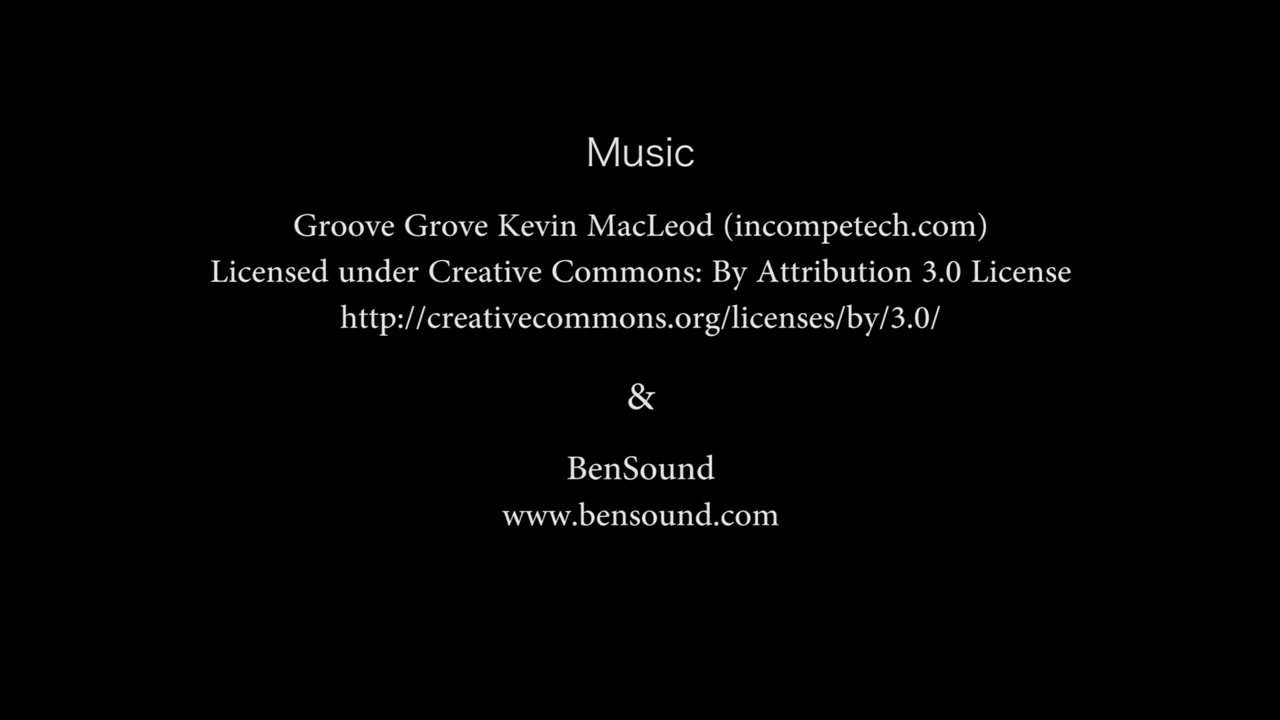 Music
Groove Grove Kevin MacLeod (incompetech.com)
Licensed under Creative Commons: By Attribution 3.0 License
http://creativecommons.org/licenses/by/3.0/
&
BenSound
www.bensound.com